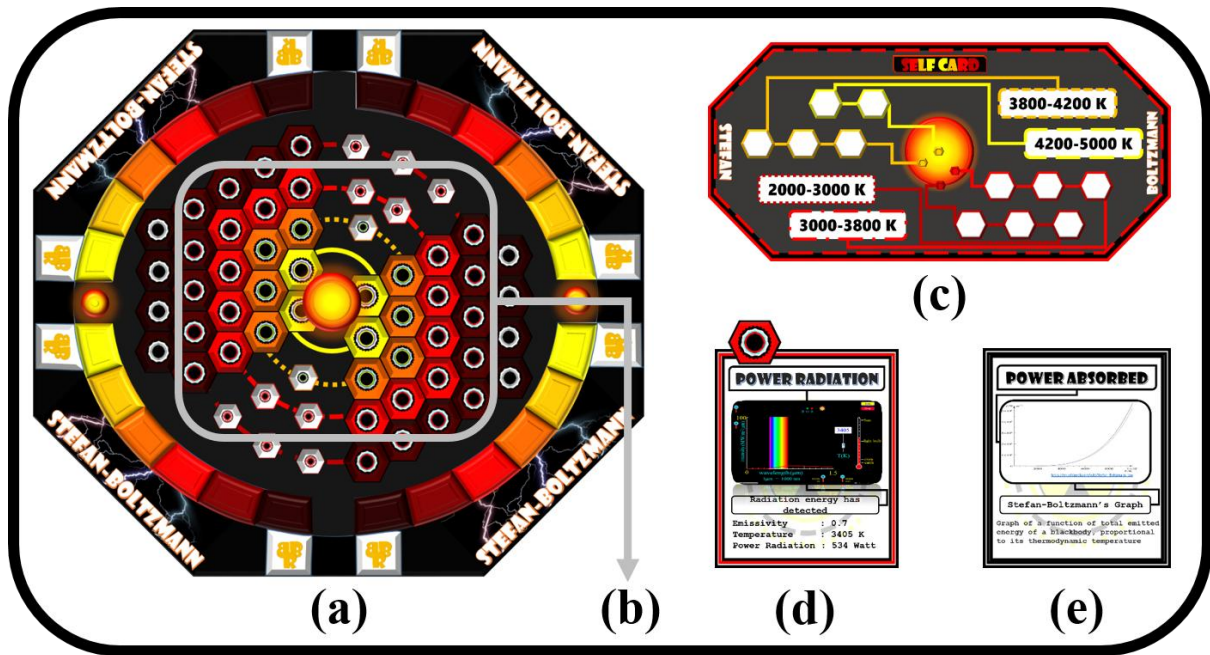 STEFAN-BOLTZMANN
STEFAN-BOLTZMANN
STEFAN-BOLTZMANN
STEFAN-BOLTZMANN
(a)
(b)
SELF CARD
3800-4200 K
4200-5000 K
2000-3000 K
3000-3800 K
STEFAN
BOLTZMANN
(c)
POWER RADIATION
3405
Radiation energy has
detected
Emissivity : 0.7
Temperature : 3405 K
Power Radiation : 534 Watt
(d)
POWER ABSORBED
Stefan-Boltzmann's Graph
Graph of a function of total emitted
energy of a blackbody, proportional
to its thermodynamic temperature
(e)